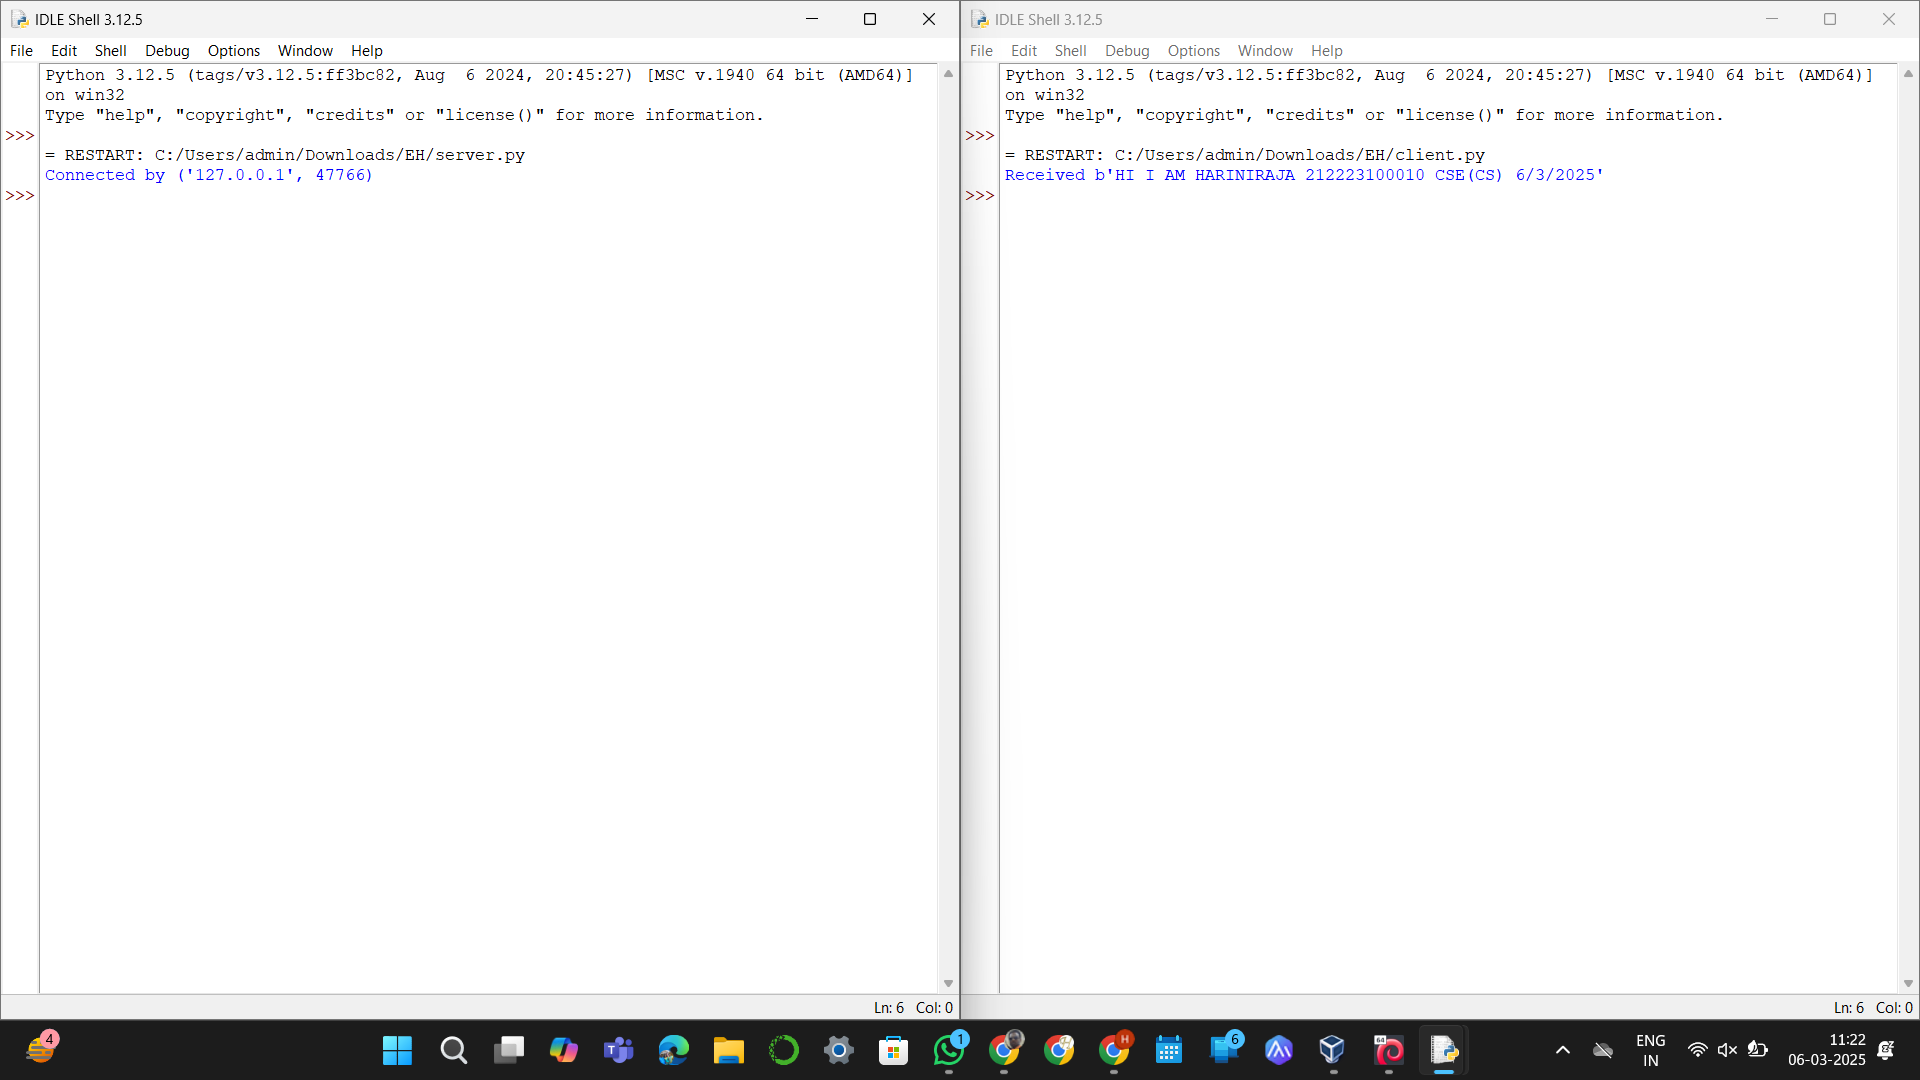 IDLE Shell 3.12.5
File Edit Shell Debug Options Window Help
Python 3.12.5 (tags/v3.12.5:ff3bc82, Aug  6 2024, 20:45:27) [MSC v.1940 64 bit (AMD64)]
on win32
Type "help", "copyright", "credits" or "license()" for more information.
>>>
= RESTART: C:/Users/admin/Downloads/EH/server.py
Connected by ('127.0.0.1', 47766)
>>>
Ln: 6 Col: 0
IDLE Shell 3.12.5
File Edit Shell Debug Options Window Help
Python 3.12.5 (tags/v3.12.5:ff3bc82, Aug  6 2024, 20:45:27) [MSC v.1940 64 bit (AMD64)]
on win32
Type "help", "copyright", "credits" or "license()" for more information.
>>>
= RESTART: C:/Users/admin/Downloads/EH/client.py
Received b'HI I AM HARINIRAJA 212223100010 CSE(CS) 6/3/2025'
>>>
Ln: 6 Col: 0
4
T
1
H
6
64
ENG
IN
11:22
06-03-2025